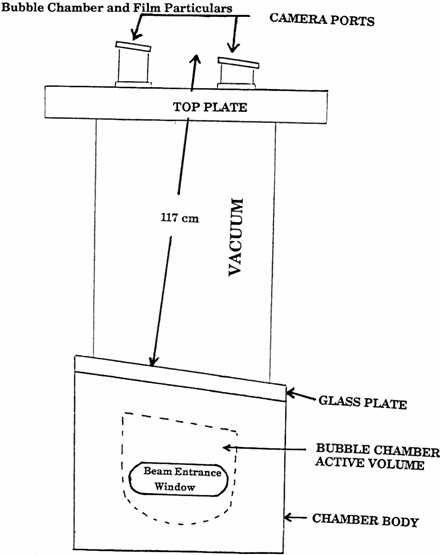 Bubble Chamber and Film Particulars
CAMERA PORTS
TOP PLATE
117 cm
VACUUM
GLASS PLATE
BUBBLE CHAMBER
ACTIVE VOLUME
Beam Entrance
Window
CHAMBER BODY